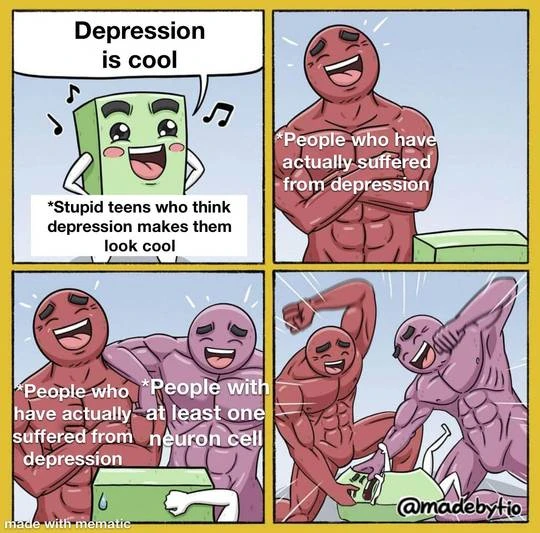 Depression
is cool
*Stupid teens who think
depression makes them
look cool
*People who have
actually suffered
from depression
*People who
have actually
suffered from
depression
*People with
at least one
neuron cell
@madebytio
made with mematic